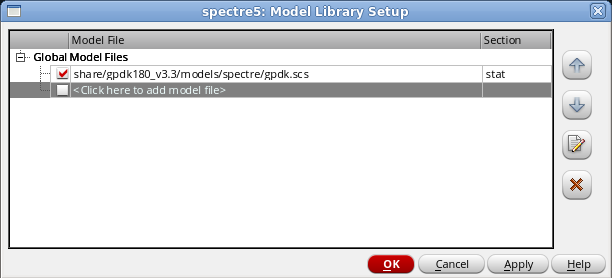 spectre5: Model Library Setup
Model File Section
Global Model Files
share/gpdk180_v3.3/models/spectre/gpdk.scs stat
<Click here to add model file>
OK Cancel Apply Help